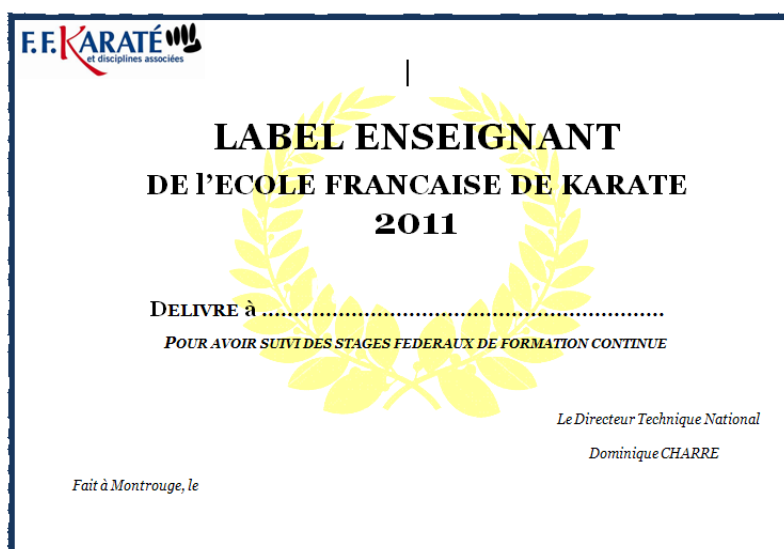 F.F.KARATÉ
et disciplines associées
LABEL ENSEIGNANT
DE l’ECOLE FRANCAISE DE KARATE
2011
DELIVRE à ......................................................
POUR AVOIR SUIVI DES STAGES FEDERAUX DE FORMATION CONTINUE
Le Directeur Technique National
Dominique CHARRE
Fait à Montrouge, le